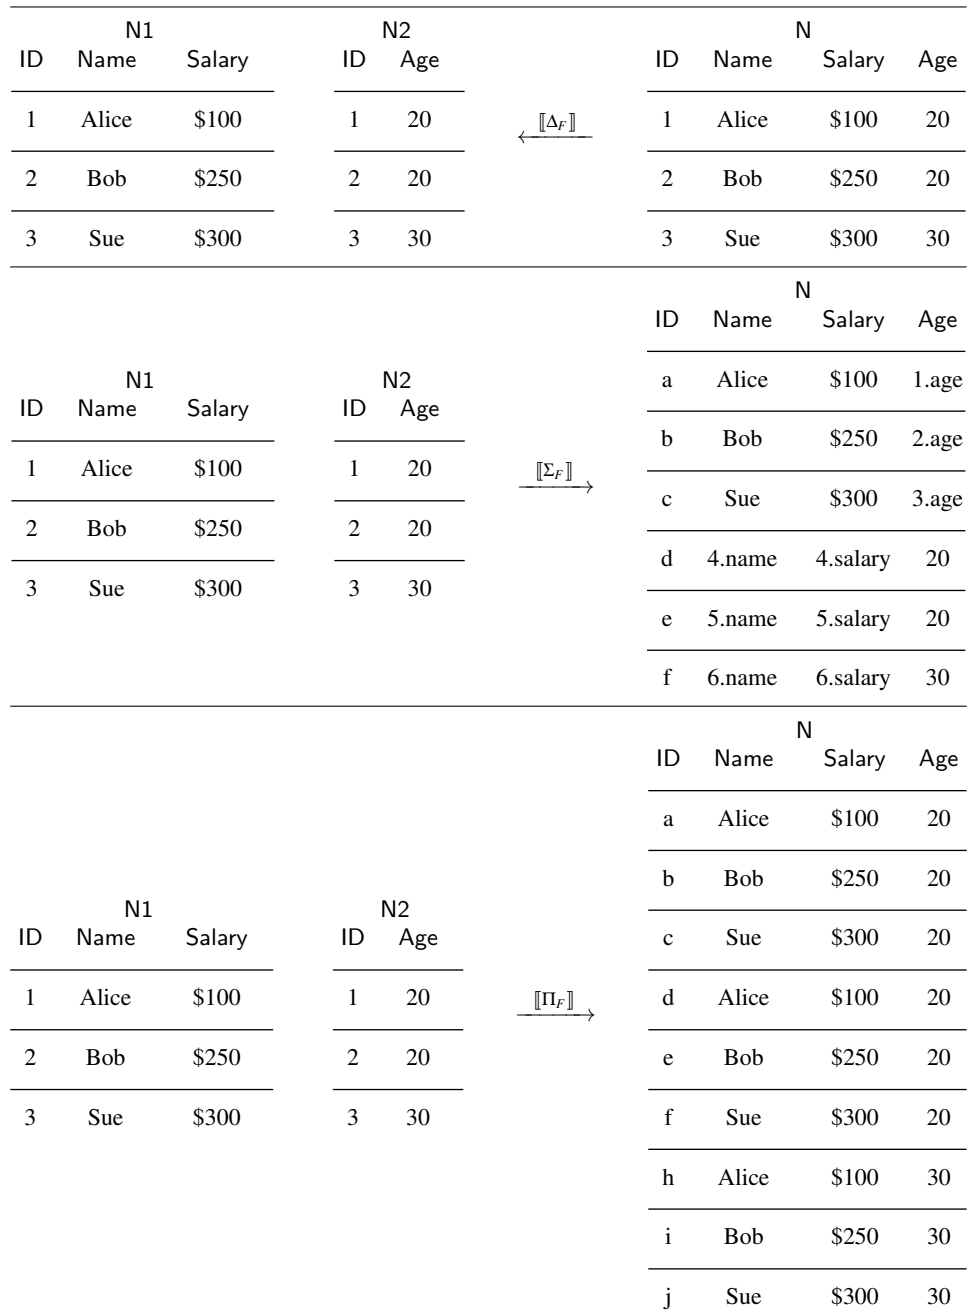 N1 N2 N
ID Name Salary ID Age ID Name Salary Age
1 Alice $100 1 20 ⟦Δ_F⟧ ← 1 Alice $100 20
2 Bob $250 2 20 2 Bob $250 20
3 Sue $300 3 30 3 Sue $300 30
N
ID Name Salary Age
a Alice $100 1.age
N1 N2
ID Name Salary ID Age
b Bob $250 2.age
1 Alice $100 1 20
⟦Σ_F⟧ →
c Sue $300 3.age
2 Bob $250 2 20
d 4.name 4.salary 20
3 Sue $300 3 30
e 5.name 5.salary 20
f 6.name 6.salary 30
N
ID Name Salary Age
a Alice $100 20
b Bob $250 20
N1 N2
ID Name Salary ID Age
c Sue $300 20
1 Alice $100 1 20 ⟦Π_F⟧ → d Alice $100 20
2 Bob $250 2 20 e Bob $250 20
3 Sue $300 3 30 f Sue $300 20
h Alice $100 30
i Bob $250 30
j Sue $300 30